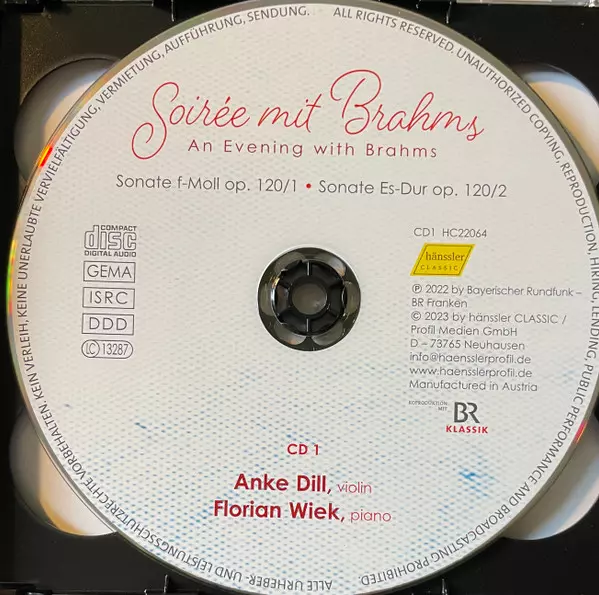 ALLE URHEBER- UND LEISTUNGSSCHUTZRECHTE VORBEHALTEN. KEIN VERLEIH, KEINE UNERLAUBTE VERVIELFÄLTIGUNG, VERMIETUNG, AUFFÜHRUNG, SENDUNG.
ALL RIGHTS RESERVED. UNAUTHORIZED COPYING, REPRODUCTION, HIRING, LENDING, PUBLIC PERFORMANCE AND BROADCASTING PROHIBITED.
Soirée mit Brahms
An Evening with Brahms
Sonate f-Moll op. 120/1 • Sonate Es-Dur op. 120/2
COMPACT
disc
DIGITAL AUDIO
GEMA
ISRC
DDD
LC 13287
CD1 HC22064
hänssler
CLASSIC
℗ 2022 by Bayerischer Rundfunk –
BR Franken
© 2023 by hänssler CLASSIC /
Profil Medien GmbH
D – 73765 Neuhausen
info@haensslerprofil.de
www.haensslerprofil.de
Manufactured in Austria
KOPRODUKTION
MIT
BR
KLASSIK
CD 1
Anke Dill, violin
Florian Wiek, piano